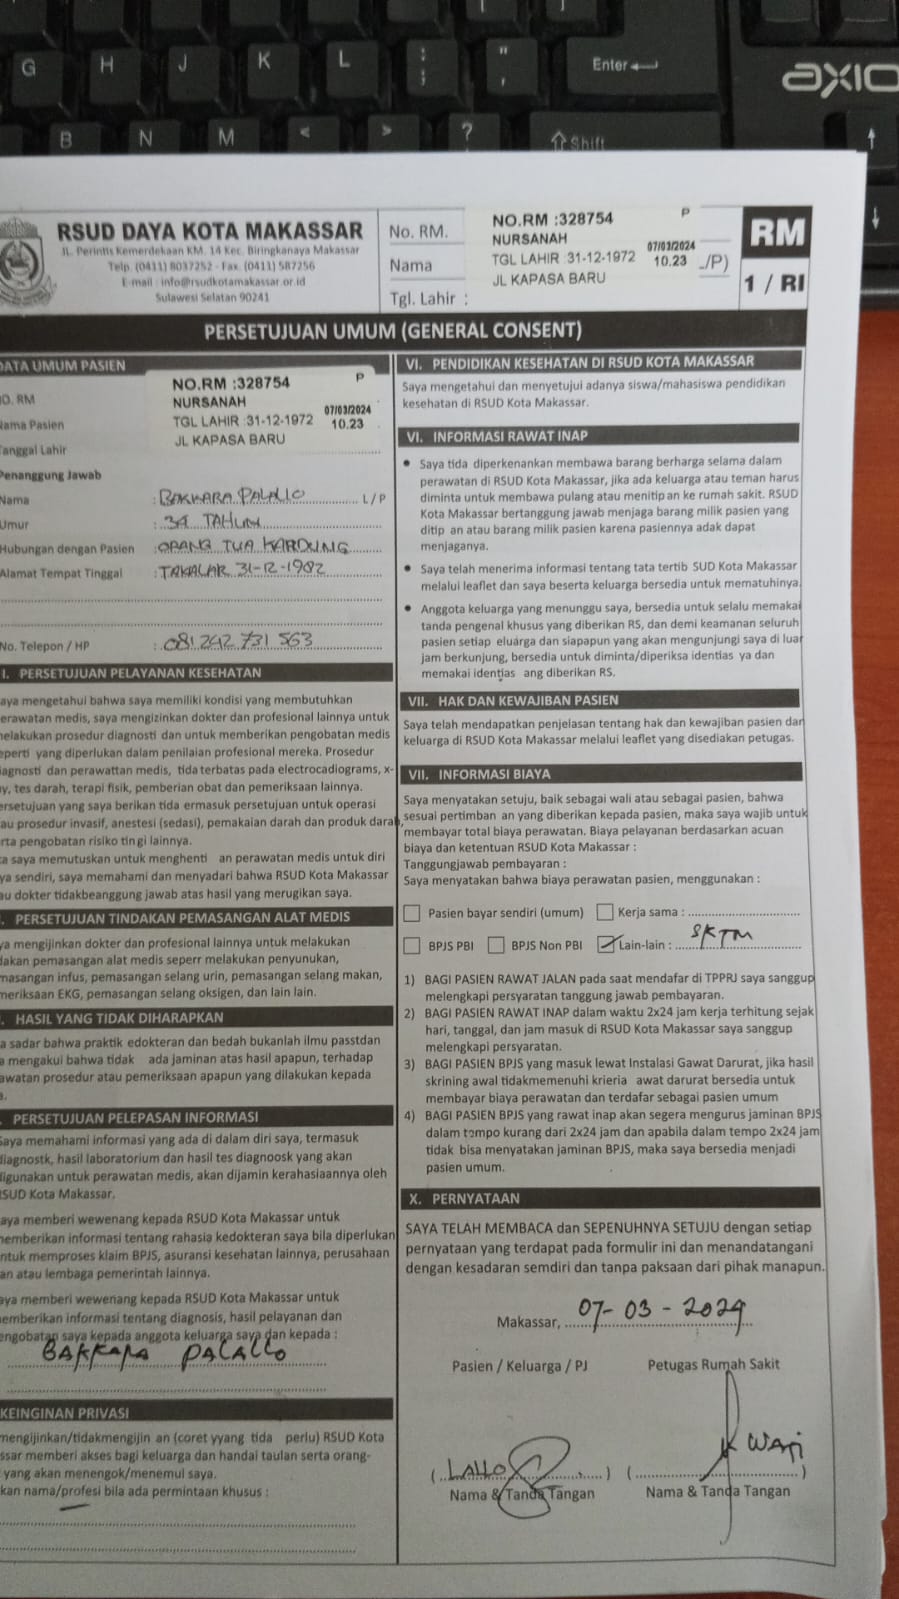 G H J K L : ; " , Enter
AXIO
B N M < > ? Shift
RSUD DAYA KOTA MAKASSAR
JL. Perintis Kemerdekaan KM. 14 Kec. Biringkanaya Makassar
Telp. (0411) 8037252 - Fax. (0411) 587256
E-mail : info@rsudkotamakassar.or.id
Sulawesi Selatan 90241
No. RM.
Nama
Tgl. Lahir :
NO.RM :328754 P
NURSANAH
TGL LAHIR :31-12-1972 07/03/2024 10.23
JL KAPASA BARU
/P)
RM
1 / RI
PERSETUJUAN UMUM (GENERAL CONSENT)
DATA UMUM PASIEN
NO. RM
Nama Pasien
Tanggal Lahir
NO.RM :328754 P
NURSANAH
TGL LAHIR :31-12-1972 07/03/2024 10.23
JL KAPASA BARU
Penanggung Jawab
Nama : BAKKARA PALALLO L / P
Umur : 39 TAHUN
Hubungan dengan Pasien : ORANG TUA KANDUNG
Alamat Tempat Tinggal : TAKALAR 31-12-1982
No. Telepon / HP : 081 242 731 563
I. PERSETUJUAN PELAYANAN KESEHATAN
aya mengetahui bahwa saya memiliki kondisi yang membutuhkan
erawatan medis, saya mengizinkan dokter dan profesional lainnya untuk
melakukan prosedur diagnosti dan untuk memberikan pengobatan medis
eperti yang diperlukan dalam penilaian profesional mereka. Prosedur
iagnosti dan perawattan medis, tida terbatas pada electrocadiograms, x-
ay, tes darah, terapi fisik, pemberian obat dan pemeriksaan lainnya.
ersetujuan yang saya berikan tida ermasuk persetujuan untuk operasi
au prosedur invasif, anestesi (sedasi), pemakaian darah dan produk darah,
rta pengobatan risiko tin gi lainnya.
a saya memutuskan untuk menghenti an perawatan medis untuk diri
ya sendiri, saya memahami dan menyadari bahwa RSUD Kota Makassar
au dokter tidakbeanggung jawab atas hasil yang merugikan saya.
. PERSETUJUAN TINDAKAN PEMASANGAN ALAT MEDIS
ya mengijinkan dokter dan profesional lainnya untuk melakukan
dakan pemasangan alat medis seperr melakukan penyunukan,
masangan infus, pemasangan selang urin, pemasangan selang makan,
meriksaan EKG, pemasangan selang oksigen, dan lain lain.
. HASIL YANG TIDAK DIHARAPKAN
a sadar bahwa praktik edokteran dan bedah bukanlah ilmu passtdan
a mengakui bahwa tidak ada jaminan atas hasil apapun, terhadap
awatan prosedur atau pemeriksaan apapun yang dilakukan kepada
a.
. PERSETUJUAN PELEPASAN INFORMASI
Saya memahami informasi yang ada di dalam diri saya, termasuk
diagnostk, hasil laboratorium dan hasil tes diagnoosk yang akan
digunakan untuk perawatan medis, akan dijamin kerahasiaannya oleh
RSUD Kota Makassar.
aya memberi wewenang kepada RSUD Kota Makassar untuk
memberikan informasi tentang rahasia kedokteran saya bila diperlukan
ntuk memproses klaim BPJS, asuransi kesehatan lainnya, perusahaan
an atau lembaga pemerintah lainnya.
aya memberi wewenang kepada RSUD Kota Makassar untuk
emberikan informasi tentang diagnosis, hasil pelayanan dan
engobatan saya kepada anggota keluarga saya dan kepada :
BAKKARA PALALLO
KEINGINAN PRIVASI
mengijinkan/tidakmengijin an (coret yyang tida perlu) RSUD Kota
ssar memberi akses bagi keluarga dan handai taulan serta orang-
yang akan menengok/menemul saya.
kan nama/profesi bila ada permintaan khusus :
VI. PENDIDIKAN KESEHATAN DI RSUD KOTA MAKASSAR
Saya mengetahui dan menyetujui adanya siswa/mahasiswa pendidikan
kesehatan di RSUD Kota Makassar.
VI. INFORMASI RAWAT INAP
• Saya tida diperkenankan membawa barang berharga selama dalam
perawatan di RSUD Kota Makassar, jika ada keluarga atau teman harus
diminta untuk membawa pulang atau menitip an ke rumah sakit. RSUD
Kota Makassar bertanggung jawab menjaga barang milik pasien yang
ditip an atau barang milik pasien karena pasiennya adak dapat
menjaganya.
• Saya telah menerima informasi tentang tata tertib SUD Kota Makassar
melalui leaflet dan saya beserta keluarga bersedia untuk mematuhinya.
• Anggota keluarga yang menunggu saya, bersedia untuk selalu memakai
tanda pengenal khusus yang diberikan RS, dan demi keamanan seluruh
pasien setiap eluarga dan siapapun yang akan mengunjungi saya di luar
jam berkunjung, bersedia untuk diminta/diperiksa identias ya dan
memakai identias ang diberikan RS.
VII. HAK DAN KEWAJIBAN PASIEN
Saya telah mendapatkan penjelasan tentang hak dan kewajiban pasien dan
keluarga di RSUD Kota Makassar melalui leaflet yang disediakan petugas.
VII. INFORMASI BIAYA
Saya menyatakan setuju, baik sebagai wali atau sebagai pasien, bahwa
sesuai pertimban an yang diberikan kepada pasien, maka saya wajib untuk
membayar total biaya perawatan. Biaya pelayanan berdasarkan acuan
biaya dan ketentuan RSUD Kota Makassar :
Tanggungjawab pembayaran :
Saya menyatakan bahwa biaya perawatan pasien, menggunakan :
Pasien bayar sendiri (umum) Kerja sama :
BPJS PBI BPJS Non PBI Lain-lain : SKTM
1) BAGI PASIEN RAWAT JALAN pada saat mendafar di TPPRJ saya sanggup
melengkapi persyaratan tanggung jawab pembayaran.
2) BAGI PASIEN RAWAT INAP dalam waktu 2x24 jam kerja terhitung sejak
hari, tanggal, dan jam masuk di RSUD Kota Makassar saya sanggup
melengkapi persyaratan.
3) BAGI PASIEN BPJS yang masuk lewat Instalasi Gawat Darurat, jika hasil
skrining awal tidakmemenuhi krieria awat darurat bersedia untuk
membayar biaya perawatan dan terdafar sebagai pasien umum
4) BAGI PASIEN BPJS yang rawat inap akan segera mengurus jaminan BPJS
dalam tempo kurang dari 2x24 jam dan apabila dalam tempo 2x24 jam
tidak bisa menyatakan jaminan BPJS, maka saya bersedia menjadi
pasien umum.
X. PERNYATAAN
SAYA TELAH MEMBACA dan SEPENUHNYA SETUJU dengan setiap
pernyataan yang terdapat pada formulir ini dan menandatangani
dengan kesadaran semdiri dan tanpa paksaan dari pihak manapun.
Makassar, 07-03-2024
Pasien / Keluarga / PJ Petugas Rumah Sakit
( LALLO ) ( )
Nama & Tanda Tangan Nama & Tanda Tangan